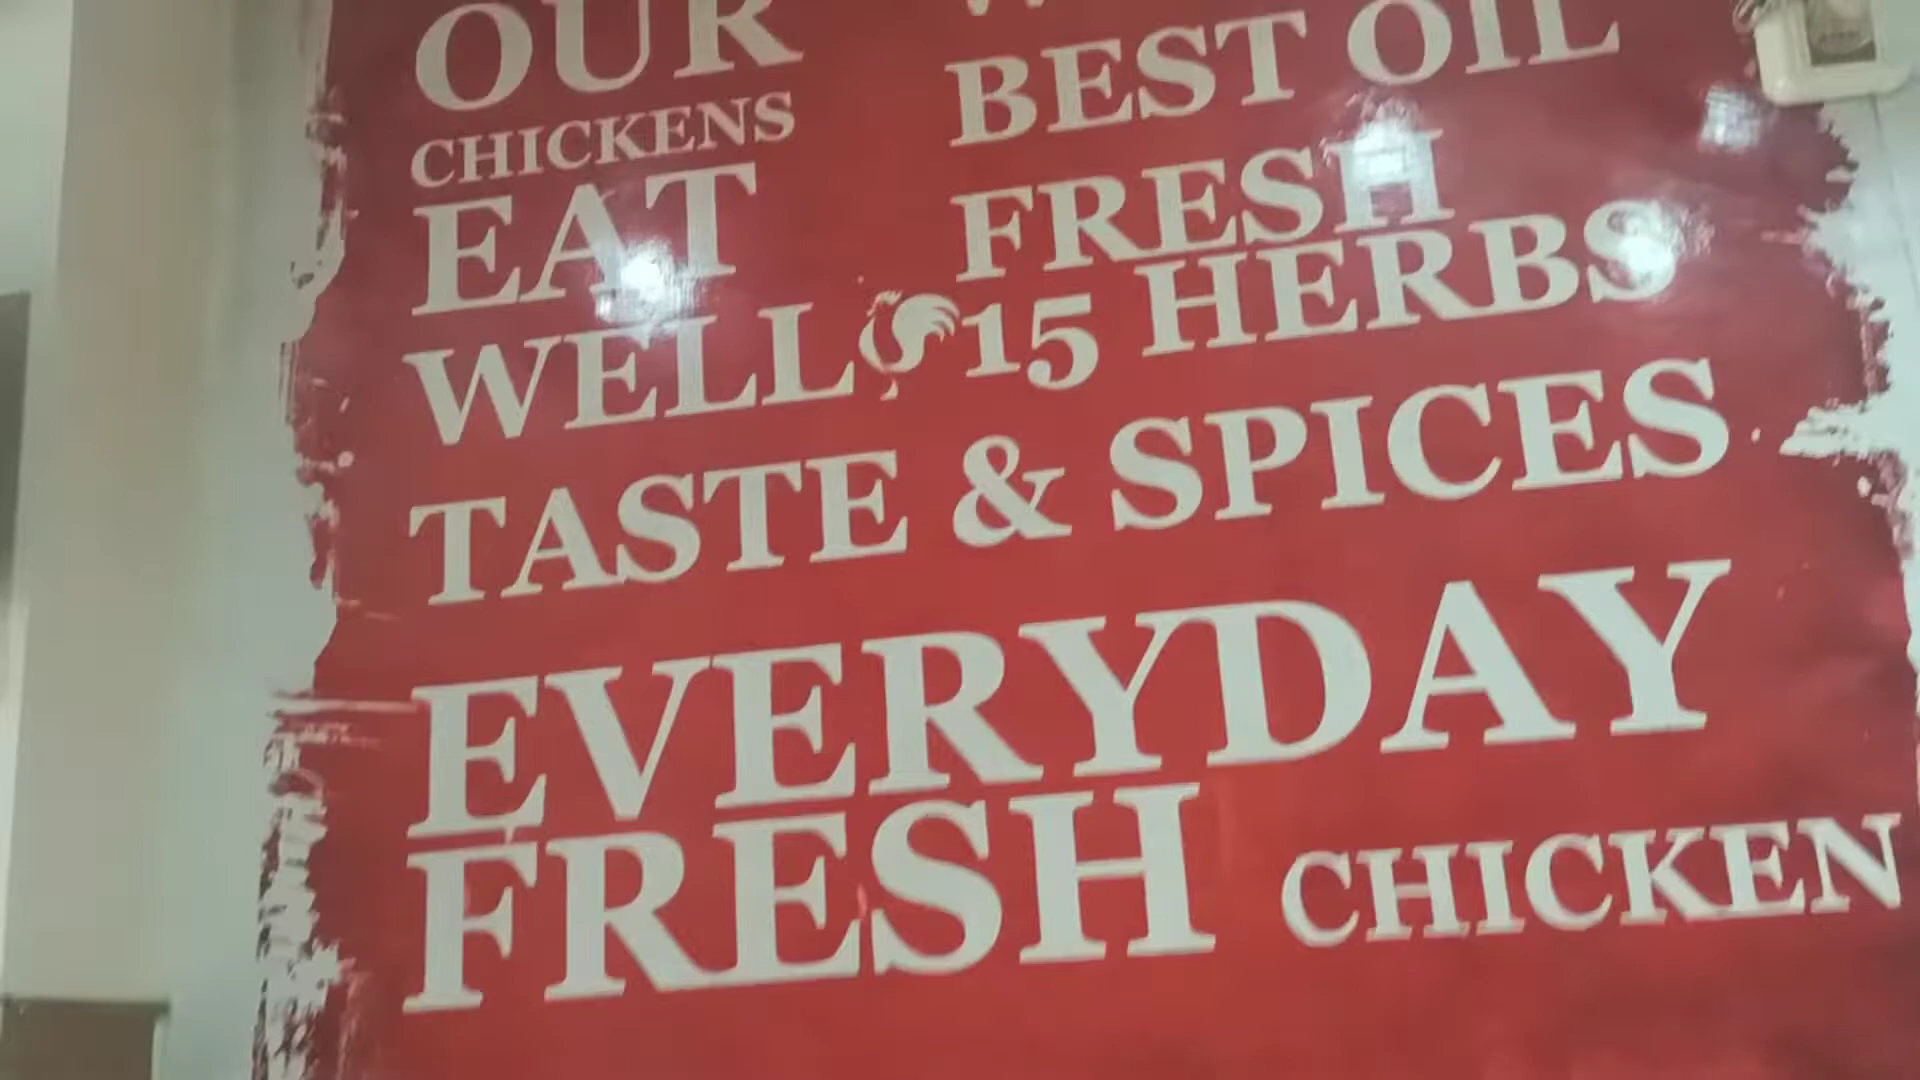 OUR
CHICKENS
EAT
WELL
BEST OIL
FRESH
15 HERBS
TASTE & SPICES
EVERYDAY
FRESH CHICKEN